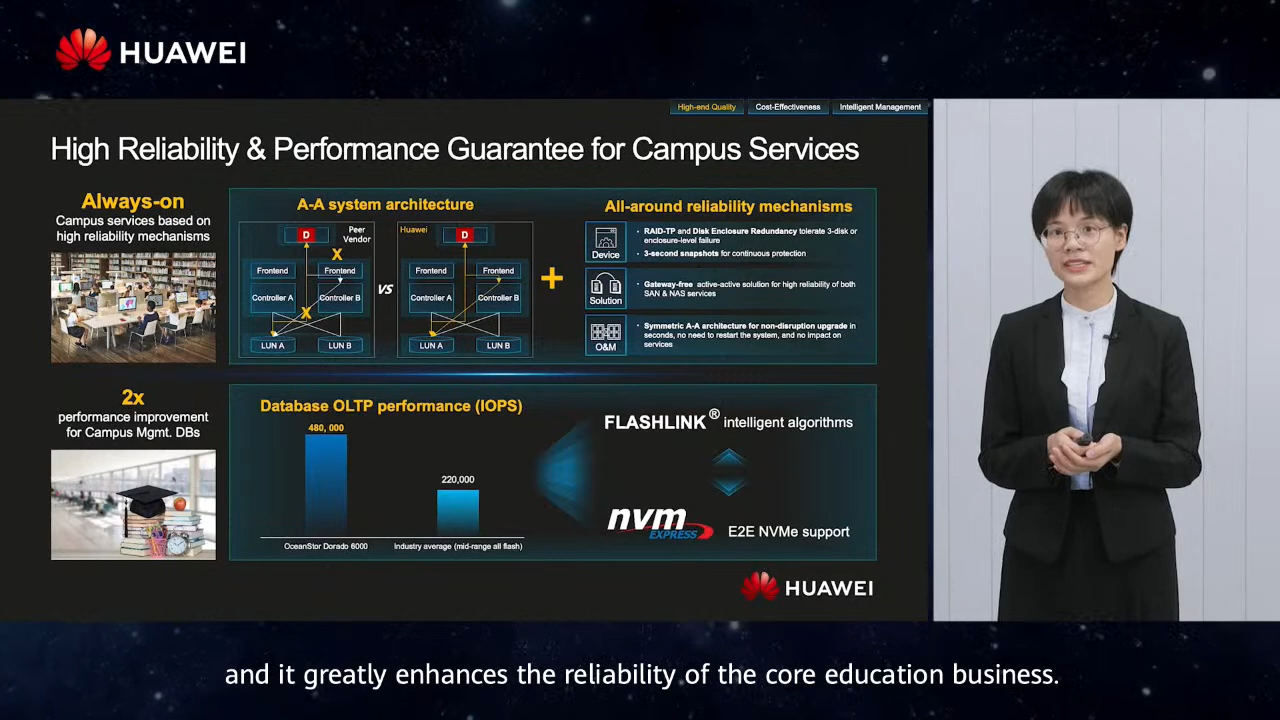 HUAWEI
High-end Quality
Cost-Effectiveness
Intelligent Management
High Reliability & Performance Guarantee for Campus Services
Always-on
Campus services based on
high reliability mechanisms
A-A system architecture
D
Peer
Vendor
X
Frontend
Frontend
Controller A
Controller B
X
LUN A
LUN B
VS
Huawei
D
Frontend
Frontend
Controller A
Controller B
LUN A
LUN B
+
All-around reliability mechanisms
Device
• RAID-TP and Disk Enclosure Redundancy tolerate 3-disk or
enclosure-level failure
• 3-second snapshots for continuous protection
Solution
• Gateway-free active-active solution for high reliability of both
SAN & NAS services
O&M
• Symmetric A-A architecture for non-disruption upgrade in
seconds, no need to restart the system, and no impact on
services
2x
performance improvement
for Campus Mgmt. DBs
Database OLTP performance (IOPS)
480, 000
220,000
OceanStor Dorado 6000
Industry average (mid-range all flash)
FLASHLINK® intelligent algorithms
nvm
EXPRESS
E2E NVMe support
HUAWEI
and it greatly enhances the reliability of the core education business.